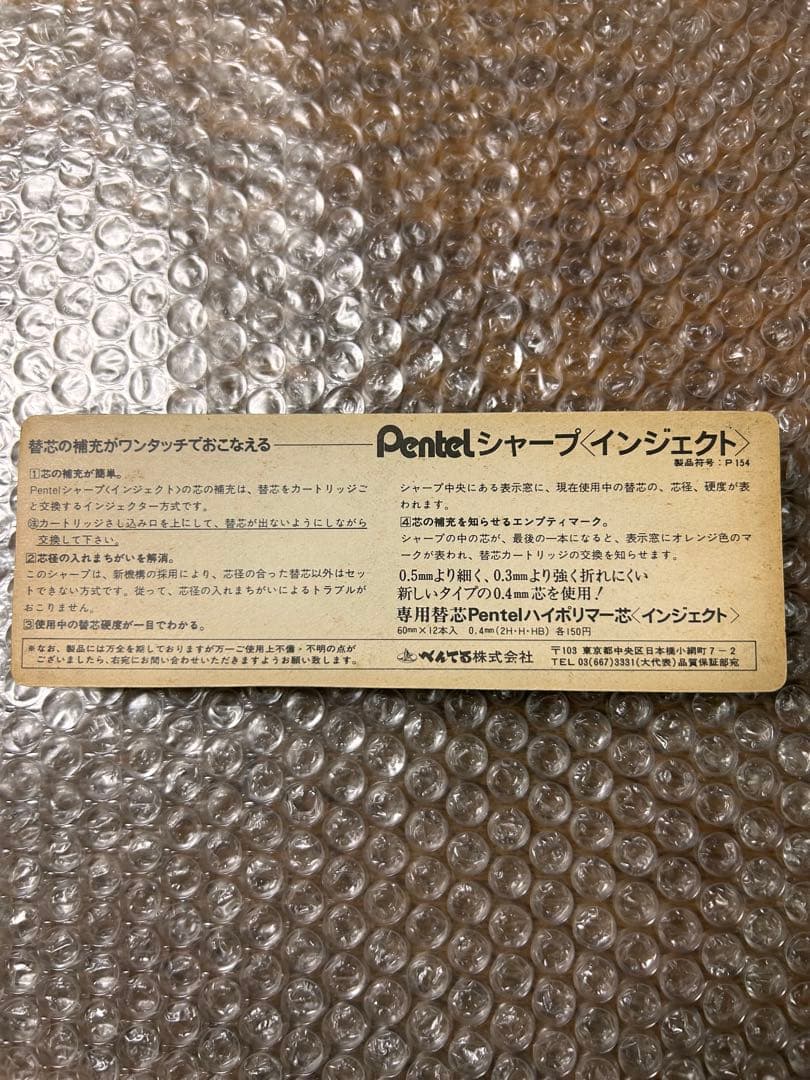 替芯の補充がワンタッチでおこなえる Pentelシャープ〈インジェクト〉
製品符号：P154
1芯の補充が簡単。
Pentelシャープ〈インジェクト〉の芯の補充は、替芯をカートリッジご
と交換するインジェクター方式です。
㊟カートリッジさし込み口を上にして、替芯が出ないようにしながら
交換して下さい。
2芯径の入れまちがいを解消。
このシャープは、新機構の採用により、芯径の合った替芯以外はセッ
トできない方式です。従って、芯径の入れまちがいによるトラブルが
おこりません。
3使用中の替芯硬度が一目でわかる。
シャープ中央にある表示窓に、現在使用中の替芯の、芯径、硬度が表
われます。
4芯の補充を知らせるエンプティマーク。
シャープの中の芯が、最後の一本になると、表示窓にオレンジ色のマ
ークが表われ、替芯カートリッジの交換を知らせます。
0.5mmより細く、0.3mmより強く折れにくい
新しいタイプの0.4mm芯を使用！
専用替芯Pentelハイポリマー芯〈インジェクト〉
60mm×12本入 0.4mm(2H・H・HB) 各150円
※なお、製品には万全を期しておりますが万一ご使用上不備・不明の点が
ございましたら、右宛にお問い合わせいただきますようお願い致します。
ぺんてる株式会社
〒103 東京都中央区日本橋小網町7－2
TEL 03(667)3331(大代表)品質保証部宛